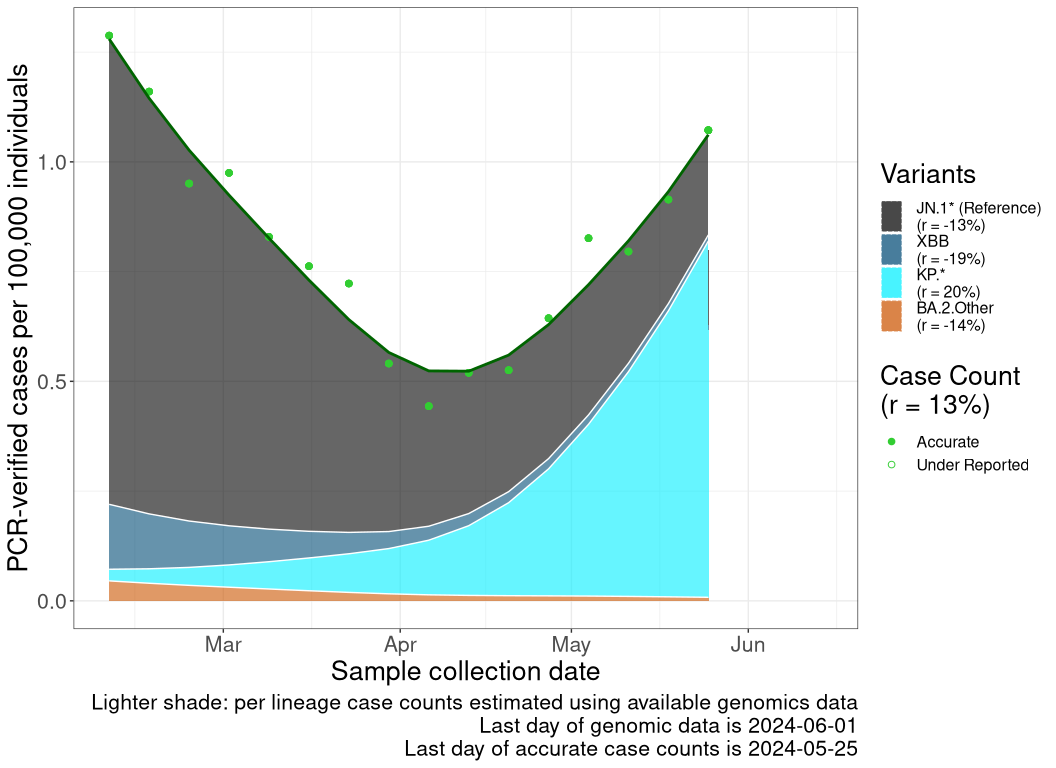 PCR-verified cases per 100,000 individuals
1.0
0.5
0.0
Mar
Apr
May
Jun
Sample collection date
Lighter shade: per lineage case counts estimated using available genomics data
Last day of genomic data is 2024-06-01
Last day of accurate case counts is 2024-05-25
Variants
JN.1* (Reference)
(r = -13%)
XBB
(r = -19%)
KP.*
(r = 20%)
BA.2.Other
(r = -14%)
Case Count
(r = 13%)
Accurate
Under Reported